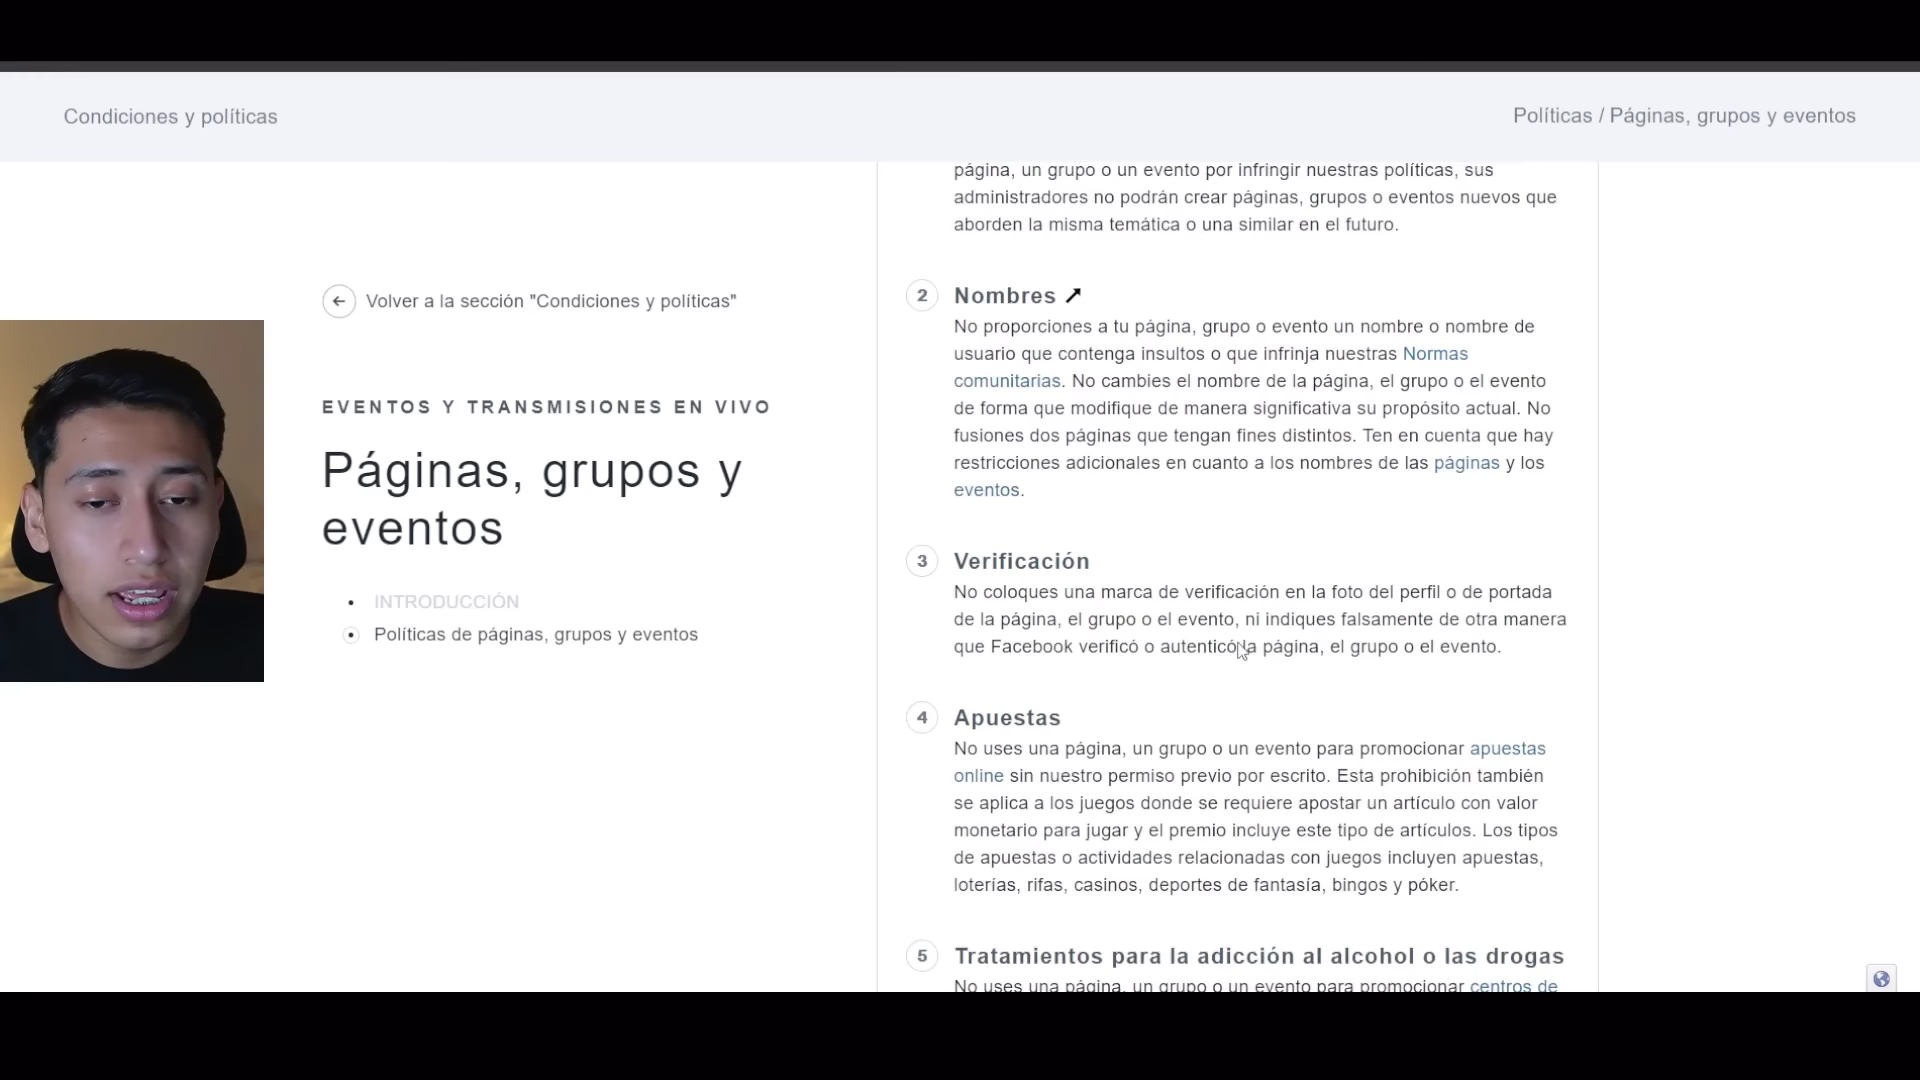 Condiciones y políticas
Políticas / Páginas, grupos y eventos
Volver a la sección "Condiciones y políticas"
EVENTOS Y TRANSMISIONES EN VIVO
Páginas, grupos y
eventos
INTRODUCCIÓN
Políticas de páginas, grupos y eventos
página, un grupo o un evento por infringir nuestras políticas, sus
administradores no podrán crear páginas, grupos o eventos nuevos que
aborden la misma temática o una similar en el futuro.
2 Nombres
No proporciones a tu página, grupo o evento un nombre o nombre de
usuario que contenga insultos o que infrinja nuestras Normas
comunitarias. No cambies el nombre de la página, el grupo o el evento
de forma que modifique de manera significativa su propósito actual. No
fusiones dos páginas que tengan fines distintos. Ten en cuenta que hay
restricciones adicionales en cuanto a los nombres de las páginas y los
eventos.
3 Verificación
No coloques una marca de verificación en la foto del perfil o de portada
de la página, el grupo o el evento, ni indiques falsamente de otra manera
que Facebook verificó o autenticó la página, el grupo o el evento.
4 Apuestas
No uses una página, un grupo o un evento para promocionar apuestas
online sin nuestro permiso previo por escrito. Esta prohibición también
se aplica a los juegos donde se requiere apostar un artículo con valor
monetario para jugar y el premio incluye este tipo de artículos. Los tipos
de apuestas o actividades relacionadas con juegos incluyen apuestas,
loterías, rifas, casinos, deportes de fantasía, bingos y póker.
5 Tratamientos para la adicción al alcohol o las drogas
No uses una página, un grupo o un evento para promocionar centros de